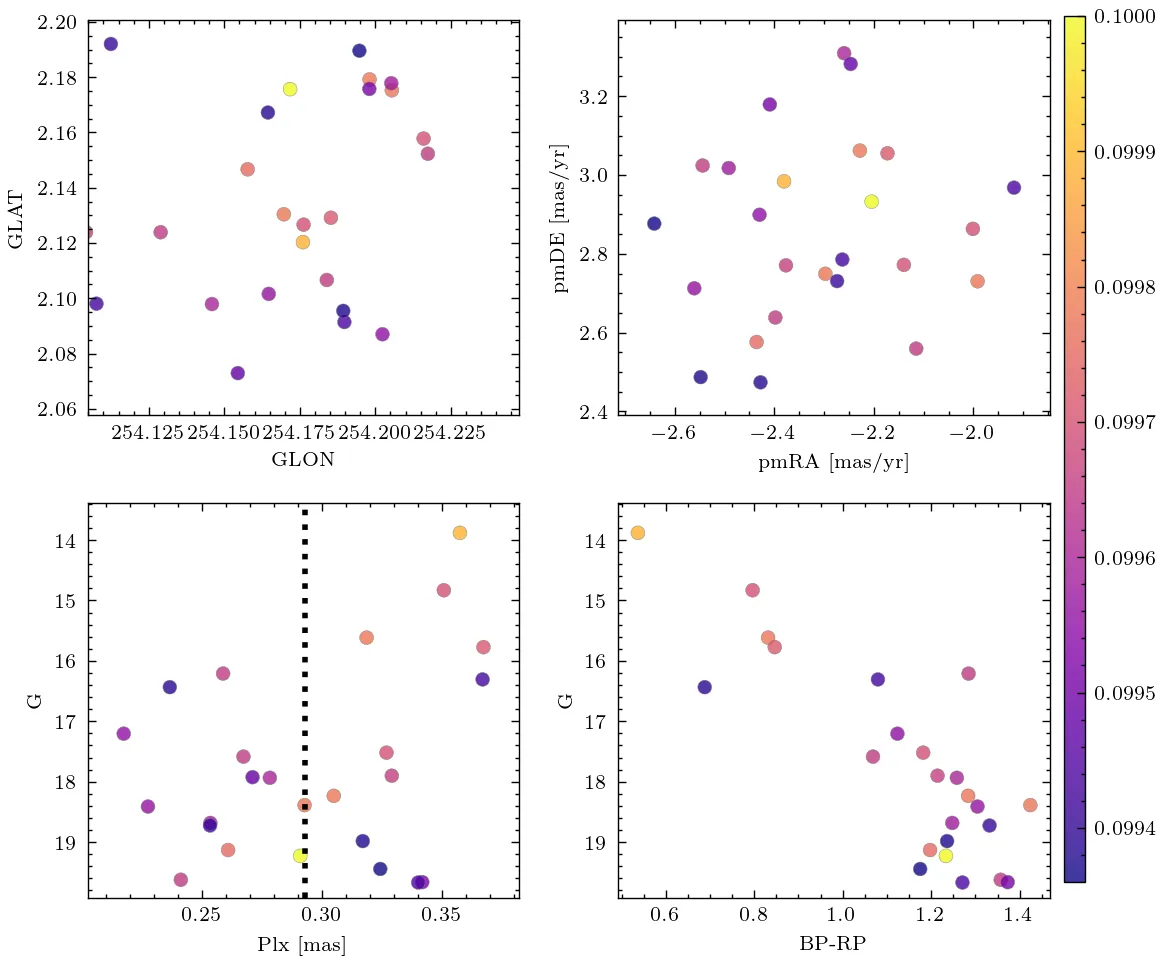 2.20
2.18
2.16
2.14
2.12
2.10
2.08
2.06
GLAT
254.125 254.150 254.175 254.200 254.225
GLON
3.2
3.0
2.8
2.6
2.4
pmDE [mas/yr]
−2.6 −2.4 −2.2 −2.0
pmRA [mas/yr]
0.1000
0.0999
0.0998
0.0997
0.0996
0.0995
0.0994
14
15
16
17
18
19
G
0.25 0.30 0.35
Plx [mas]
14
15
16
17
18
19
G
0.6 0.8 1.0 1.2 1.4
BP-RP